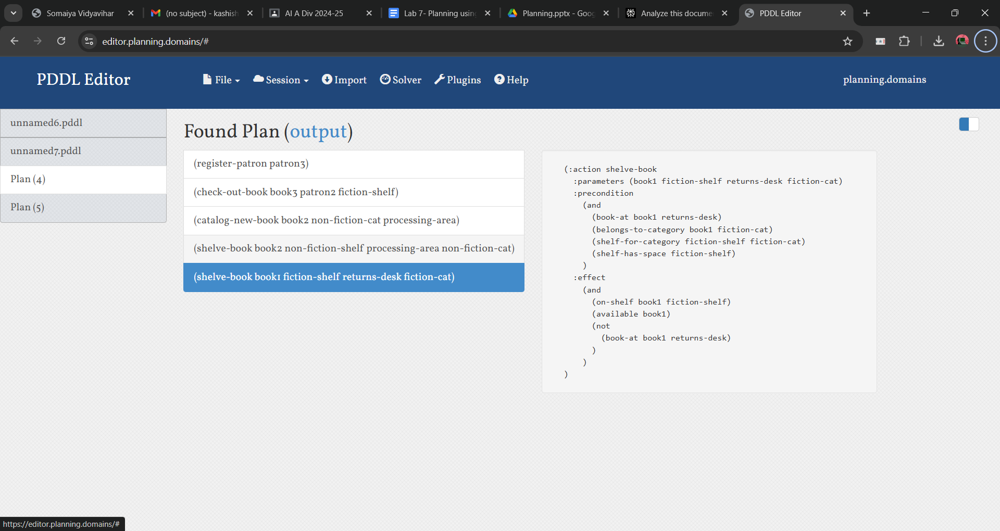 Somaiya Vidyavihar
(no subject) - kashish
AI A Div 2024-25
Lab 7- Planning using
Planning.pptx - Goog
Analyze this docume
PDDL Editor
editor.planning.domains/#
PDDL Editor
File
Session
Import
Solver
Plugins
Help
planning.domains
unnamed6.pddl
unnamed7.pddl
Plan (4)
Plan (5)
Found Plan (output)
(register-patron patron3)
(check-out-book book3 patron2 fiction-shelf)
(catalog-new-book book2 non-fiction-cat processing-area)
(shelve-book book2 non-fiction-shelf processing-area non-fiction-cat)
(shelve-book book1 fiction-shelf returns-desk fiction-cat)
(:action shelve-book
:parameters (book1 fiction-shelf returns-desk fiction-cat)
:precondition
(and
(book-at book1 returns-desk)
(belongs-to-category book1 fiction-cat)
(shelf-for-category fiction-shelf fiction-cat)
(shelf-has-space fiction-shelf)
)
:effect
(and
(on-shelf book1 fiction-shelf)
(available book1)
(not
(book-at book1 returns-desk)
)
)
)
https://editor.planning.domains/#